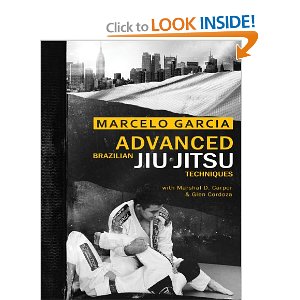 Click to LOOK INSIDE!
MARCELO GARCIA
ADVANCED
BRAZILIAN JIU-JITSU
TECHNIQUES
with Marshal D. Carper
& Glen Cordoza